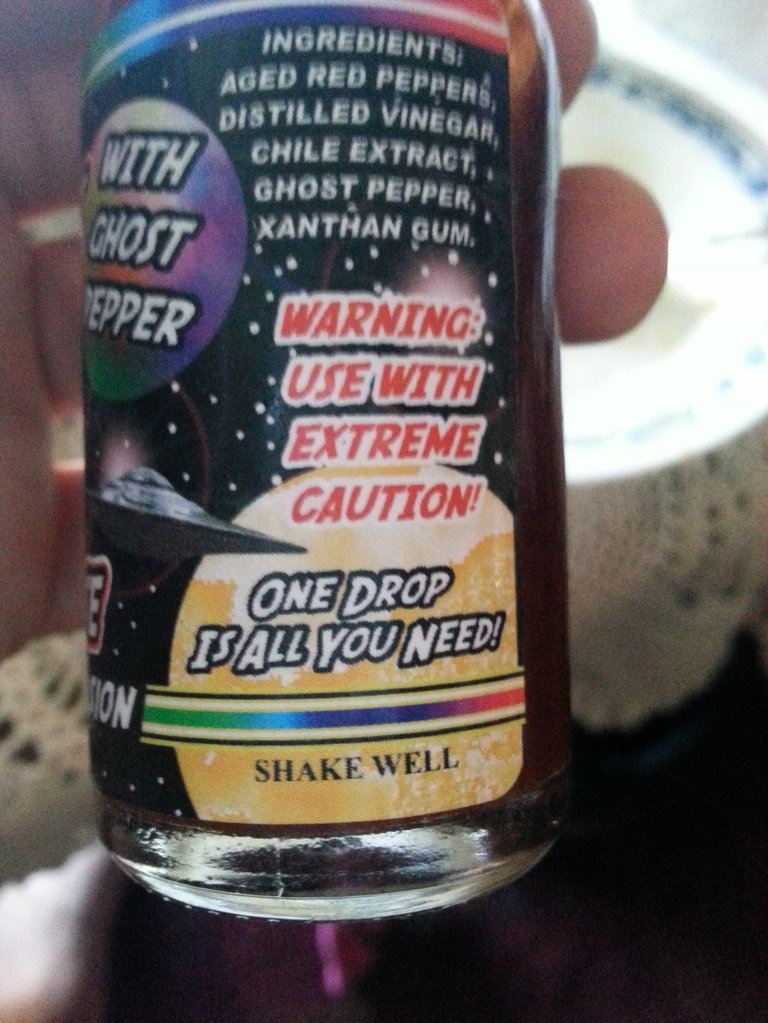 INGREDIENTS:
AGED RED PEPPERS,
DISTILLED VINEGAR,
CHILE EXTRACT,
GHOST PEPPER,
XANTHAN GUM.
WITH
GHOST
PEPPER
WARNING:
USE WITH
EXTREME
CAUTION!
ONE DROP
IS ALL YOU NEED!
SHAKE WELL